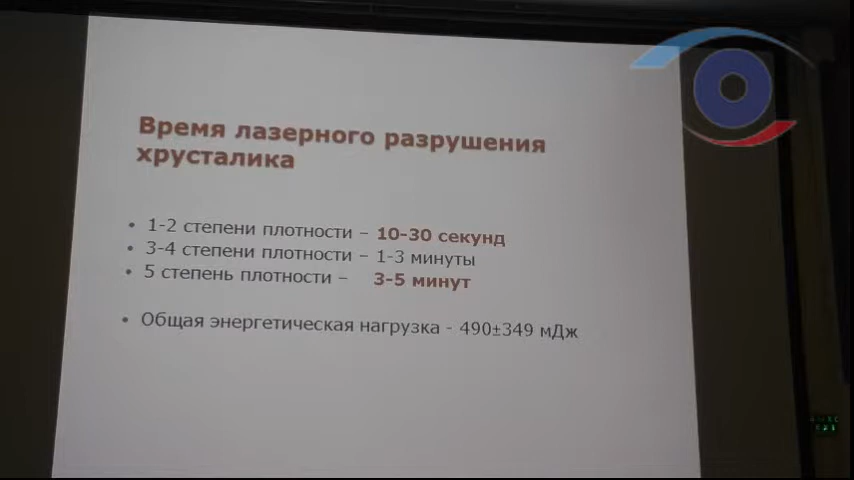 Время лазерного разрушения
хрусталика
• 1-2 степени плотности – 10-30 секунд
• 3-4 степени плотности – 1-3 минуты
• 5 степень плотности – 3-5 минут
• Общая энергетическая нагрузка - 490±349 мДж